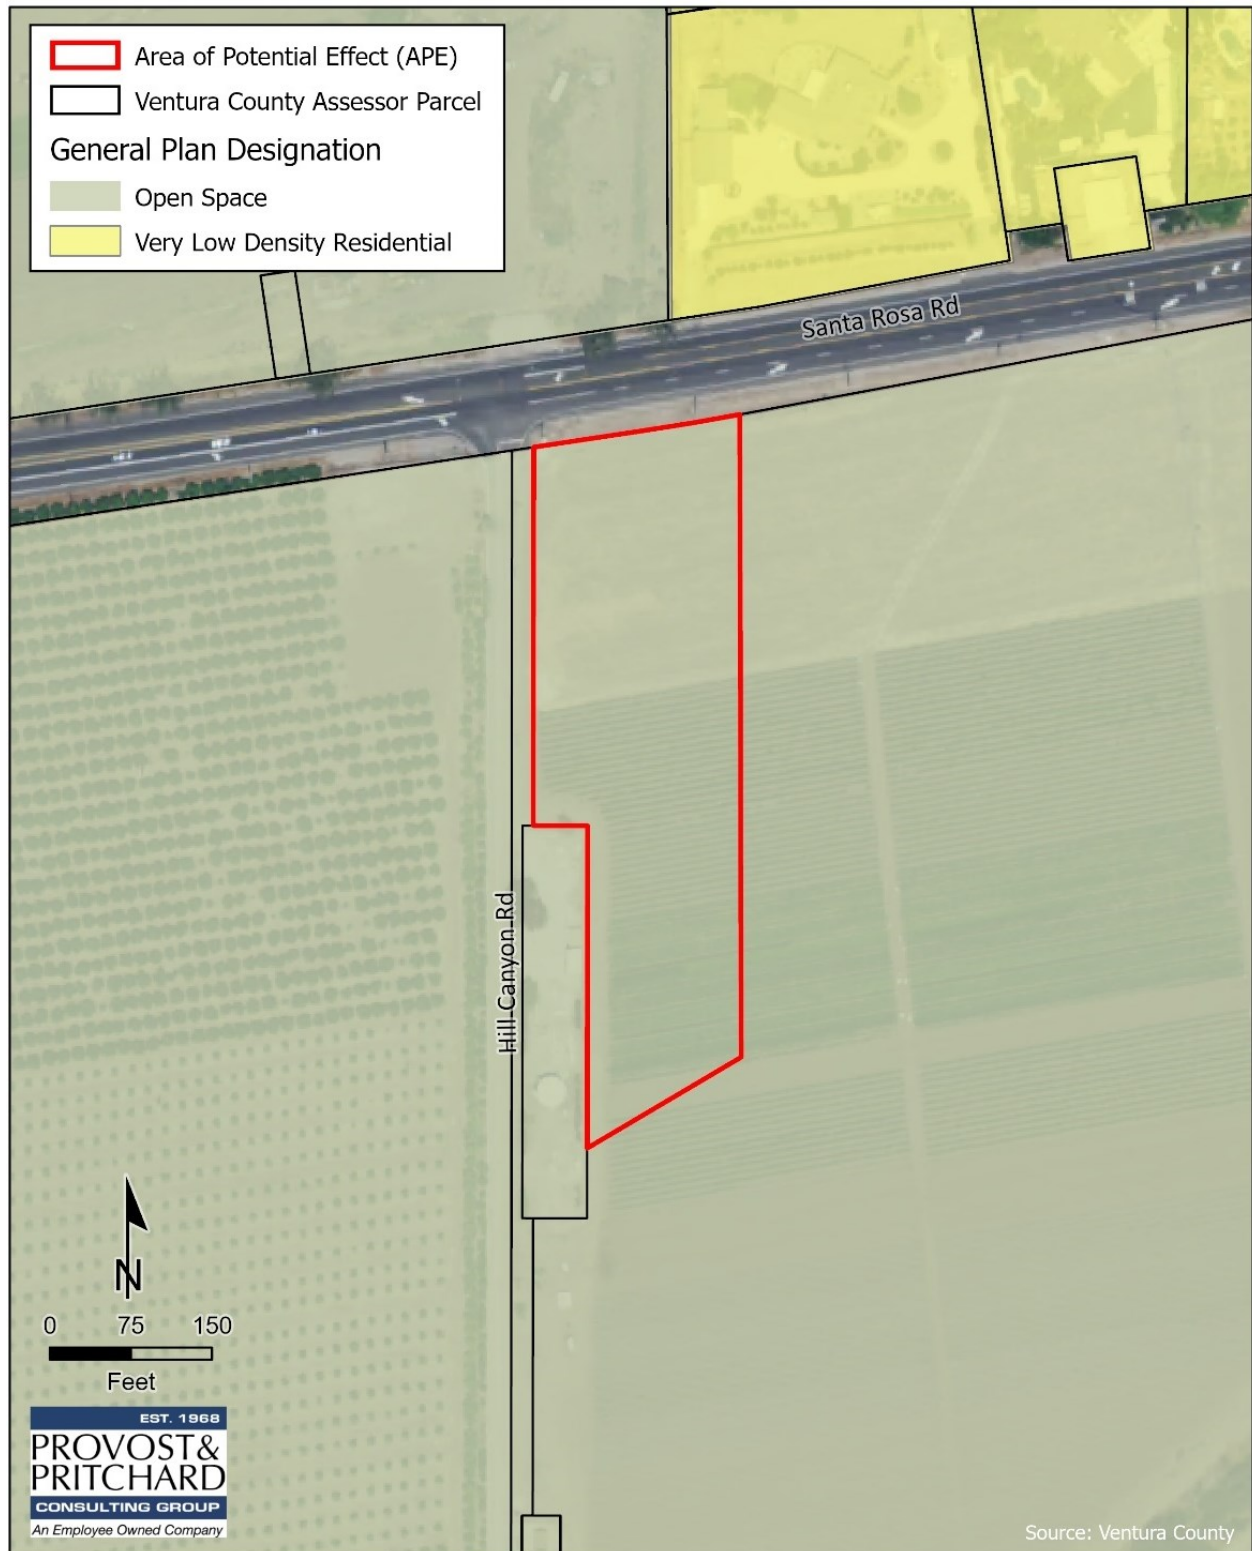 Area of Potential Effect (APE)
Ventura County Assessor Parcel
General Plan Designation
Open Space
Very Low Density Residential
Santa Rosa Rd
Hill Canyon Rd
N
0 75 150
Feet
EST. 1968
PROVOST&
PRITCHARD
CONSULTING GROUP
An Employee Owned Company
Source: Ventura County